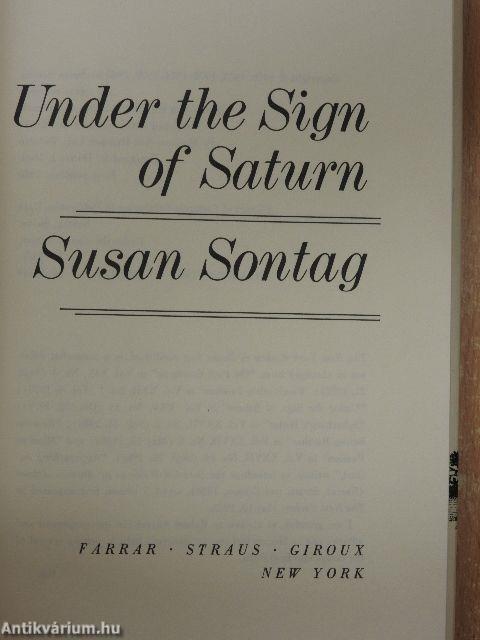 Under the Sign
of Saturn
Susan Sontag
FARRAR · STRAUS · GIROUX
NEW YORK
Antikvárium.hu